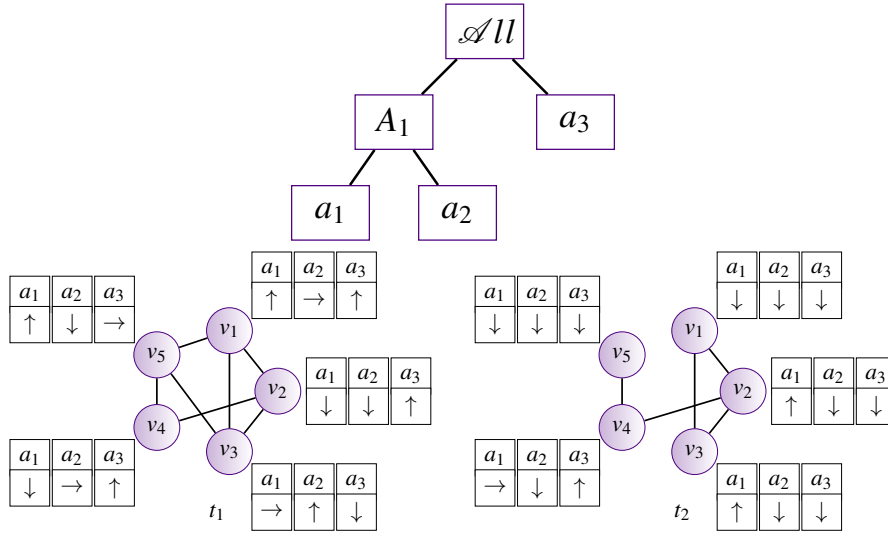 𝒜ll
A₁ a₃
a₁ a₂
a₁ a₂ a₃
↑ → ↑
a₁ a₂ a₃
↑ ↓ →
v₁
v₅
v₂
a₁ a₂ a₃
↓ ↓ ↑
v₄
v₃
a₁ a₂ a₃
↓ → ↑
a₁ a₂ a₃
→ ↑ ↓
t₁
a₁ a₂ a₃
↓ ↓ ↓
a₁ a₂ a₃
↓ ↓ ↓
v₁
v₅
v₂
a₁ a₂ a₃
↑ ↓ ↓
v₄
v₃
a₁ a₂ a₃
→ ↓ ↑
a₁ a₂ a₃
↑ ↓ ↓
t₂